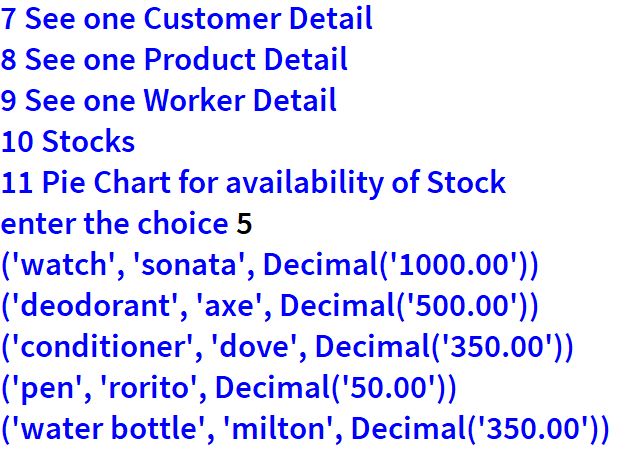 7 See one Customer Detail
8 See one Product Detail
9 See one Worker Detail
10 Stocks
11 Pie Chart for availability of Stock
enter the choice 5
('watch', 'sonata', Decimal('1000.00'))
('deodorant', 'axe', Decimal('500.00'))
('conditioner', 'dove', Decimal('350.00'))
('pen', 'rorito', Decimal('50.00'))
('water bottle', 'milton', Decimal('350.00'))